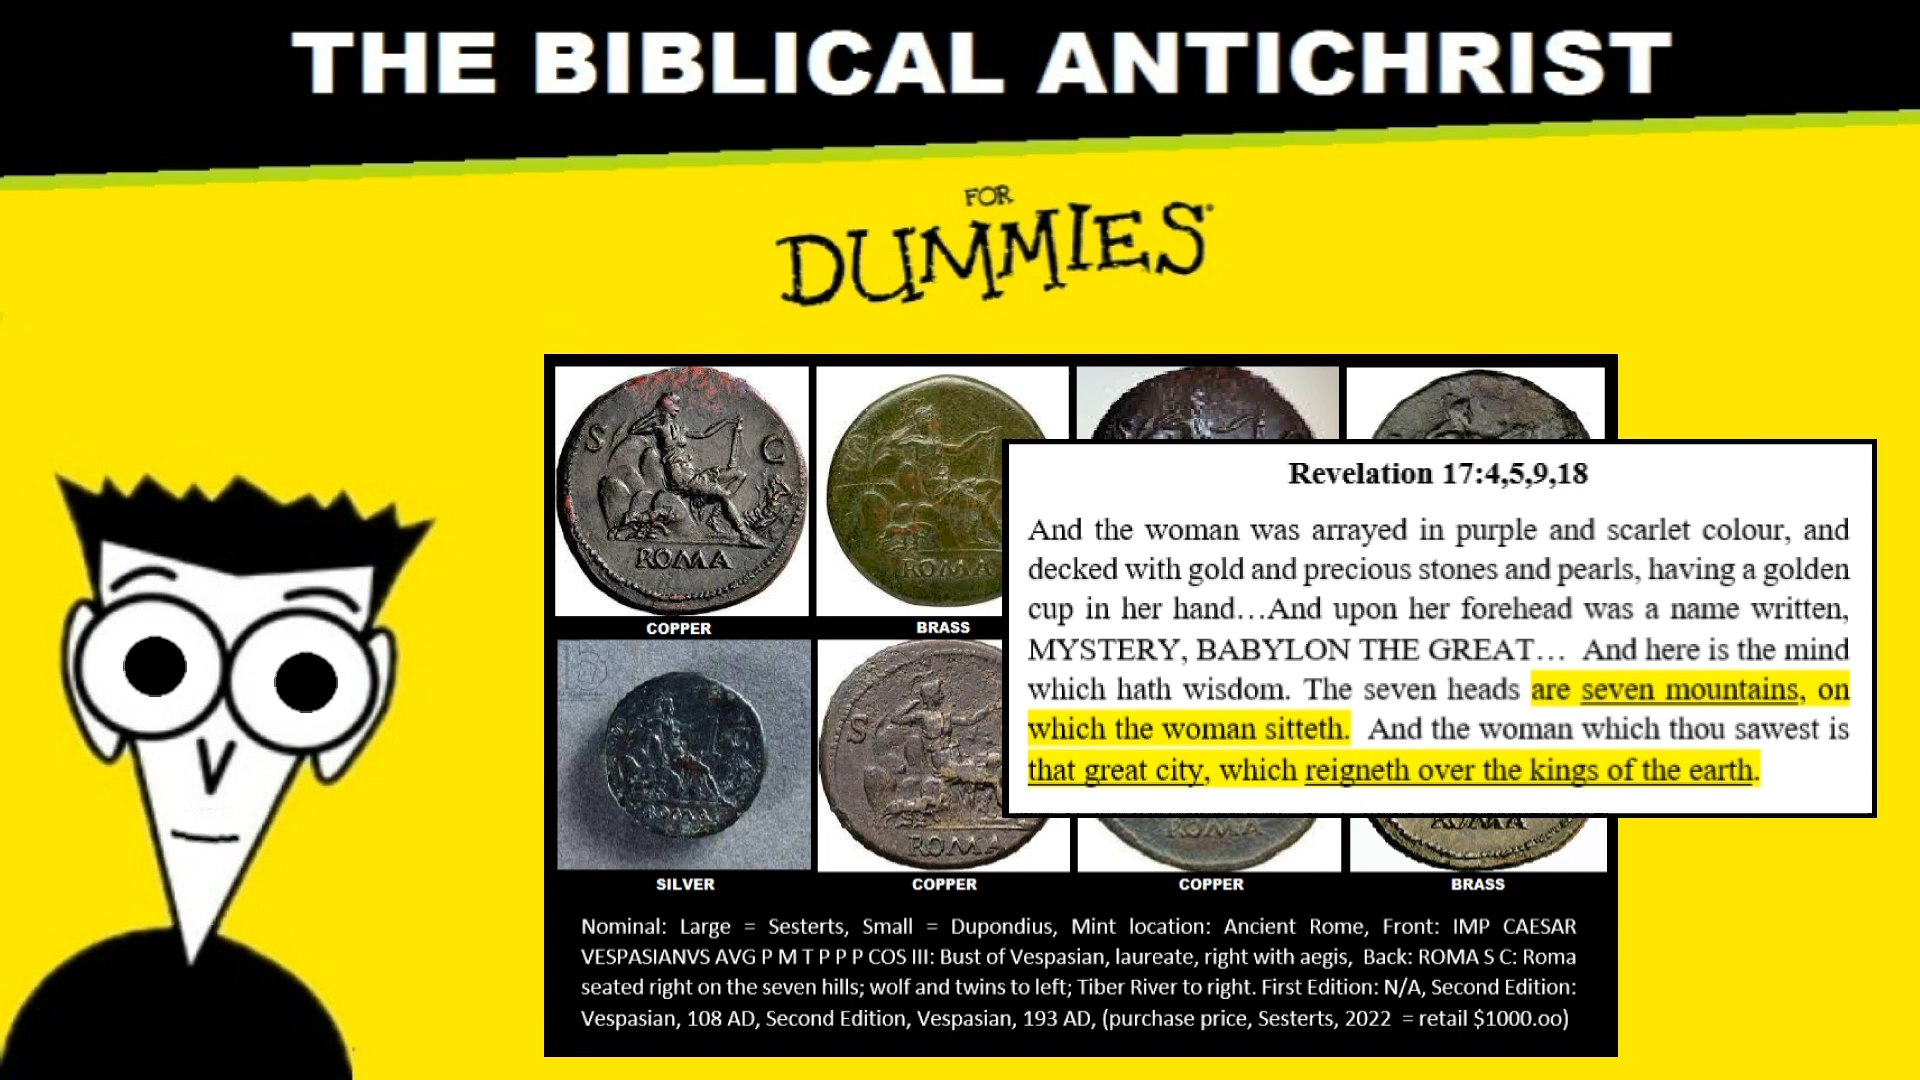 THE BIBLICAL ANTICHRIST
FOR
DUMMIES
S C
ROMA
S
ROMA
COPPER
BRASS
Revelation 17:4,5,9,18
And the woman was arrayed in purple and scarlet colour, and
decked with gold and precious stones and pearls, having a golden
cup in her hand…And upon her forehead was a name written,
MYSTERY, BABYLON THE GREAT… And here is the mind
which hath wisdom. The seven heads are seven mountains, on
which the woman sitteth. And the woman which thou sawest is
that great city, which reigneth over the kings of the earth.
ROMA
S
ROMA
ROMA
ROMA
SILVER
COPPER
COPPER
BRASS
Nominal: Large = Sesterts, Small = Dupondius, Mint location: Ancient Rome, Front: IMP CAESAR
VESPASIANVS AVG P M T P P P COS III: Bust of Vespasian, laureate, right with aegis, Back: ROMA S C: Roma
seated right on the seven hills; wolf and twins to left; Tiber River to right. First Edition: N/A, Second Edition:
Vespasian, 108 AD, Second Edition, Vespasian, 193 AD, (purchase price, Sesterts, 2022 = retail $1000.oo)